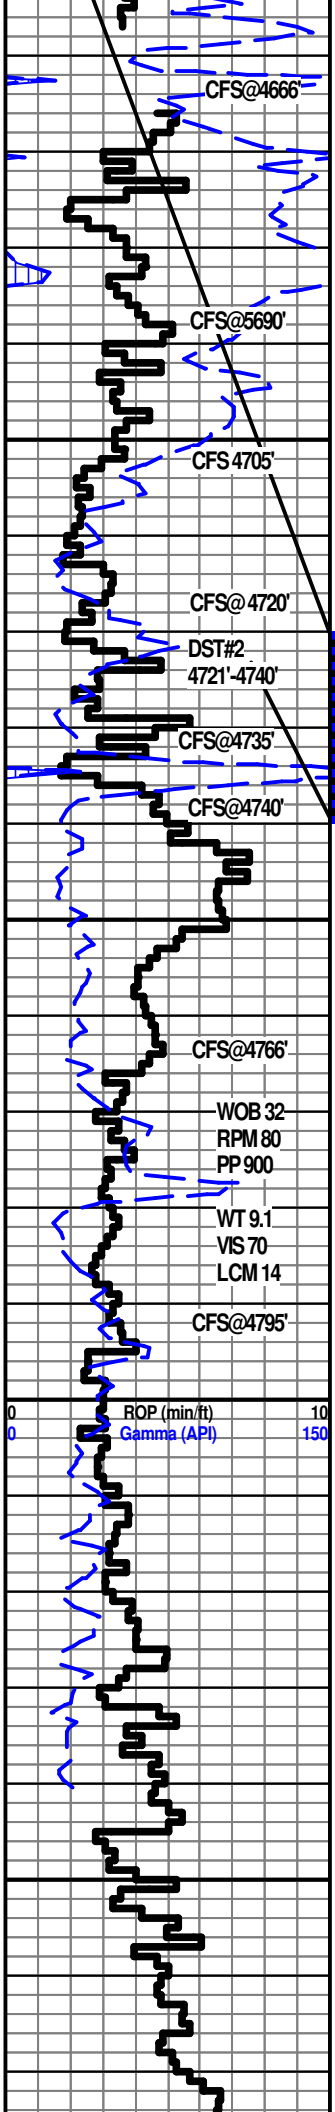 CFS@4666'
CFS@5690'
CFS 4705'
CFS@4720'
DST#2
4721'-4740'
CFS@4735'
CFS@4740'
CFS@4766'
WOB 32
RPM 80
PP 900
WT 9.1
VIS 70
LCM 14
CFS@4795'
0 ROP (min/ft) 10
0 Gamma (API) 150